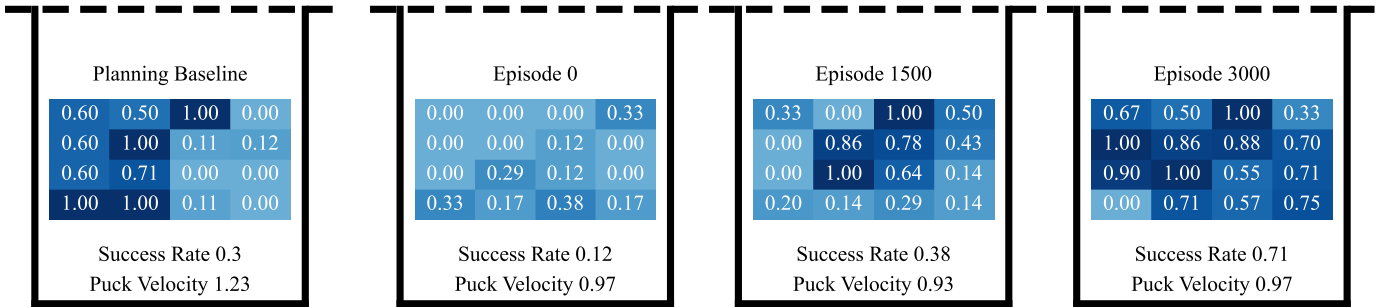 Planning Baseline
0.60 0.50 1.00 0.00
0.60 1.00 0.11 0.12
0.60 0.71 0.00 0.00
1.00 1.00 0.11 0.00
Success Rate 0.3
Puck Velocity 1.23
Episode 0
0.00 0.00 0.00 0.33
0.00 0.00 0.12 0.00
0.00 0.29 0.12 0.00
0.33 0.17 0.38 0.17
Success Rate 0.12
Puck Velocity 0.97
Episode 1500
0.33 0.00 1.00 0.50
0.00 0.86 0.78 0.43
0.00 1.00 0.64 0.14
0.20 0.14 0.29 0.14
Success Rate 0.38
Puck Velocity 0.93
Episode 3000
0.67 0.50 1.00 0.33
1.00 0.86 0.88 0.70
0.90 1.00 0.55 0.71
0.00 0.71 0.57 0.75
Success Rate 0.71
Puck Velocity 0.97